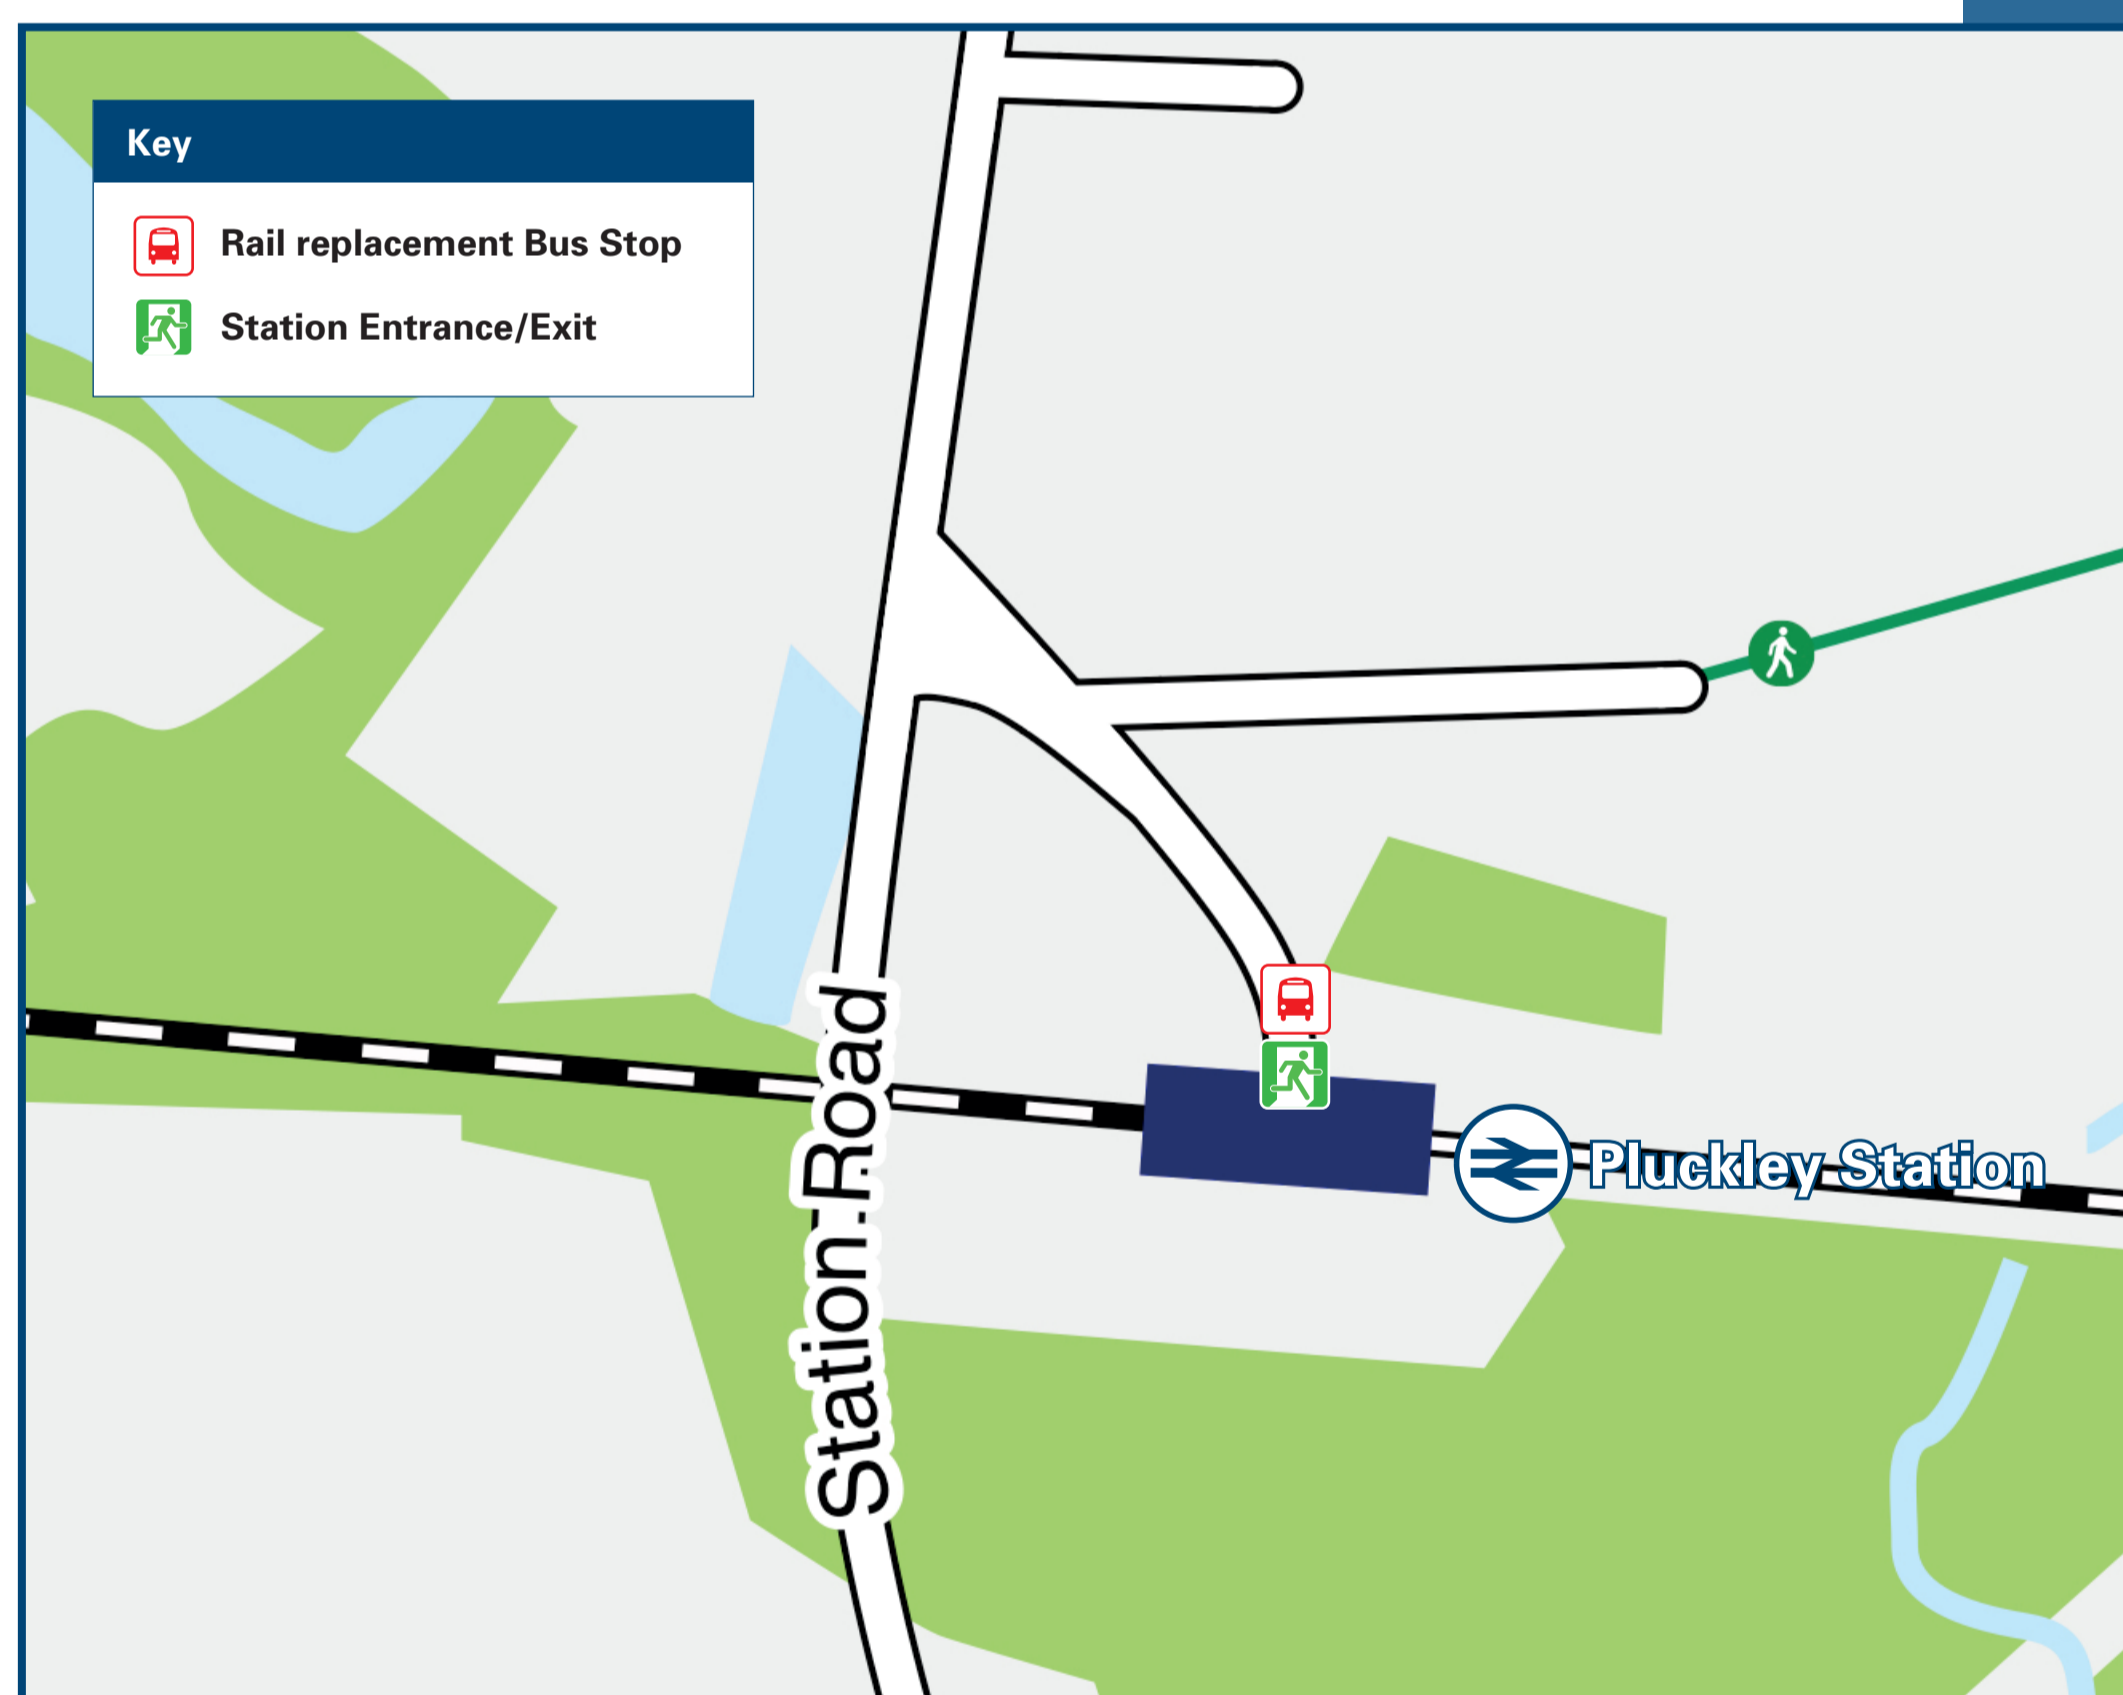 Key
Rail replacement Bus Stop
Station Entrance/Exit
Station Road
Pluckley Station